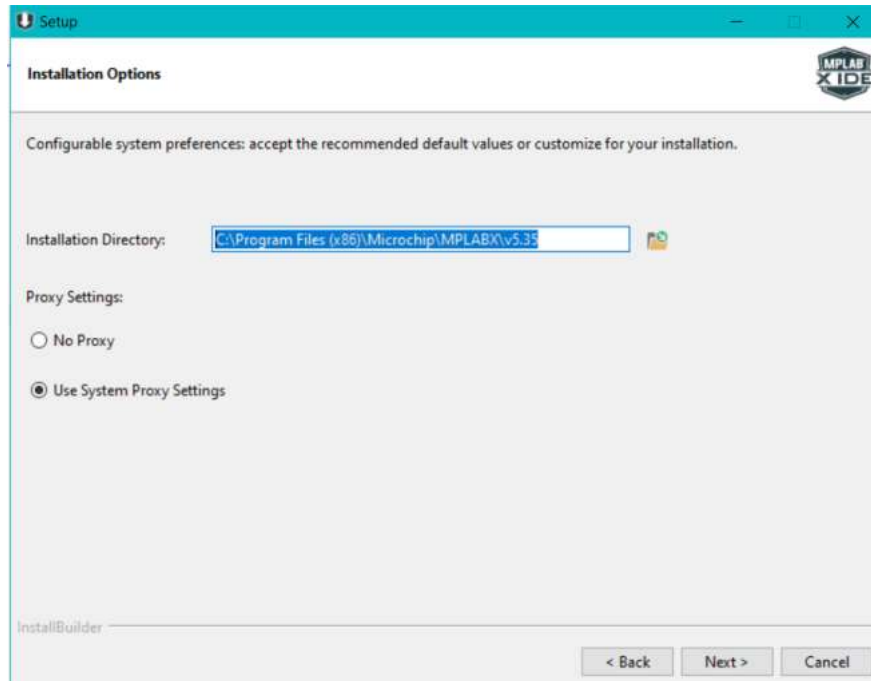 Setup
Installation Options
MPLAB
X IDE
Configurable system preferences: accept the recommended default values or customize for your installation.
Installation Directory: C:\Program Files (x86)\Microchip\MPLABX\v5.35
Proxy Settings:
No Proxy
Use System Proxy Settings
InstallBuilder
< Back Next > Cancel